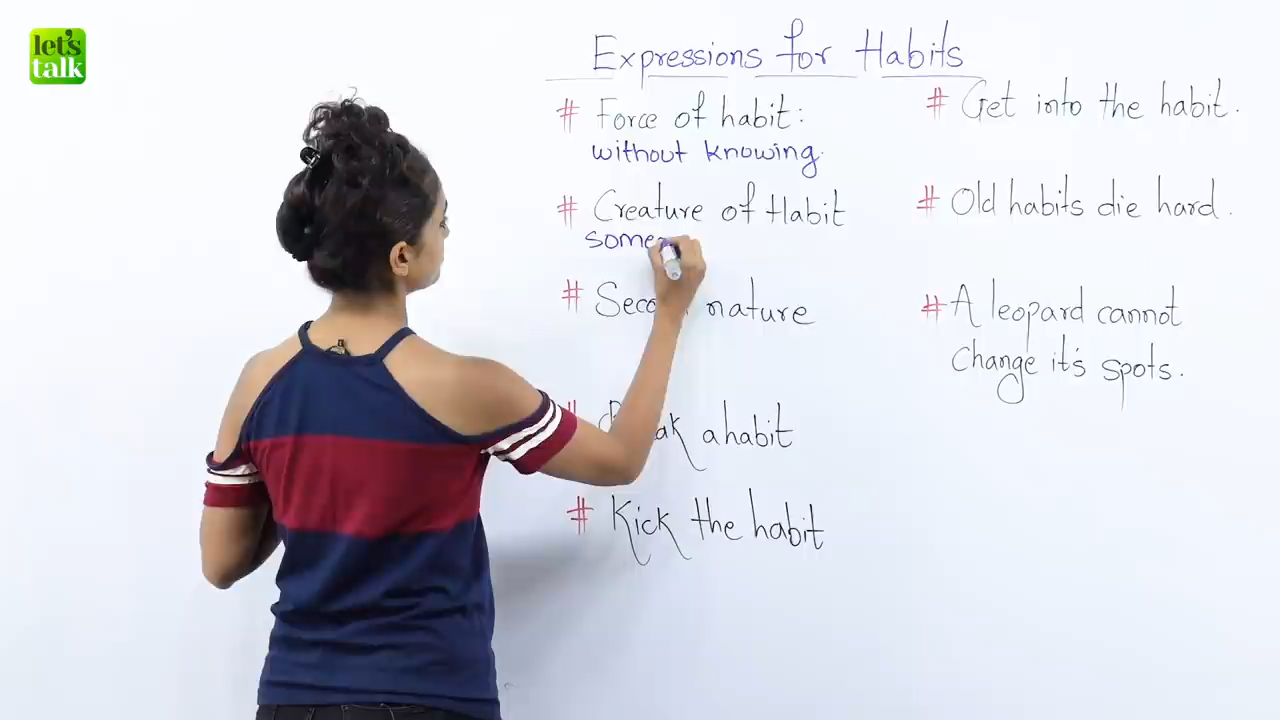 let's
talk
Expressions for Habits
# Force of habit:
without knowing.
# Creature of Habit
some
# nature
# a habit
# Kick the habit
# Get into the habit.
# Old habits die hard.
# A leopard cannot
change it's spots.